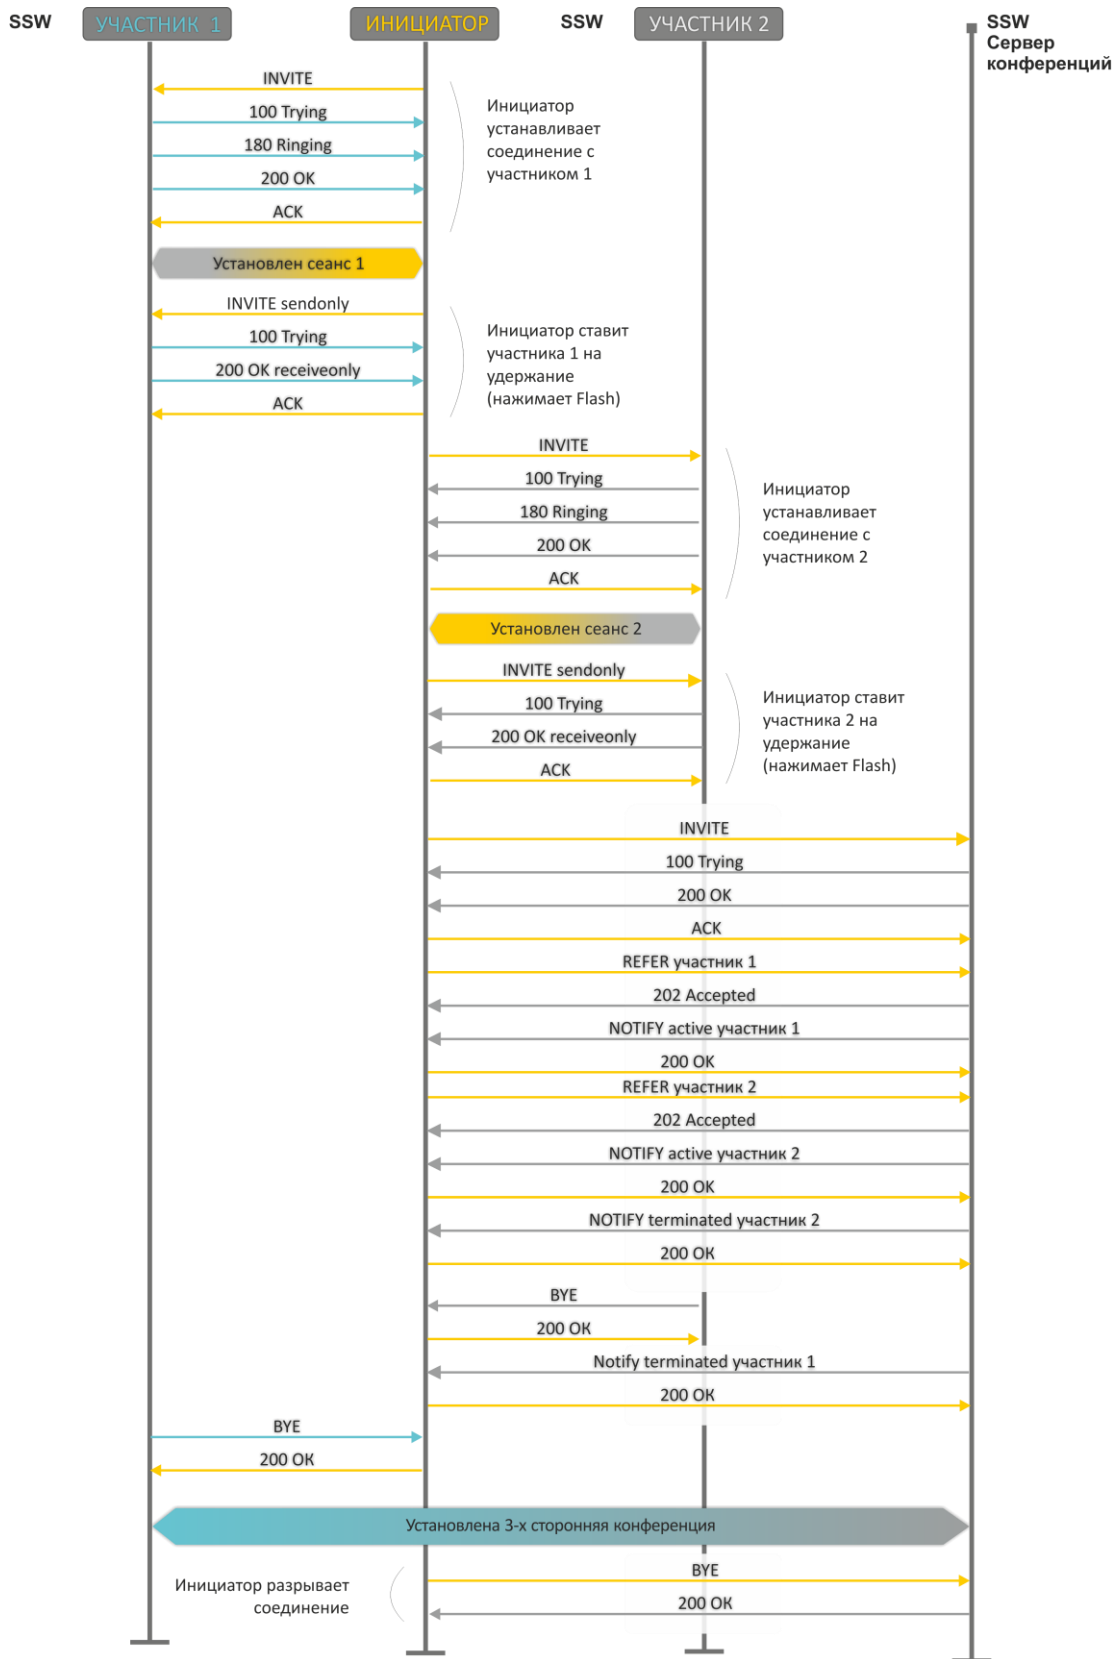 SSW
УЧАСТНИК 1
ИНИЦИАТОР
SSW
УЧАСТНИК 2
SSW
Сервер
конференций
INVITE
100 Trying
180 Ringing
200 OK
ACK
Инициатор
устанавливает
соединение с
участником 1
Установлен сеанс 1
INVITE sendonly
100 Trying
200 OK receiveonly
ACK
Инициатор ставит
участника 1 на
удержание
(нажимает Flash)
INVITE
100 Trying
180 Ringing
200 OK
ACK
Инициатор
устанавливает
соединение с
участником 2
Установлен сеанс 2
INVITE sendonly
100 Trying
200 OK receiveonly
ACK
Инициатор ставит
участника 2 на
удержание
(нажимает Flash)
INVITE
100 Trying
200 OK
ACK
REFER участник 1
202 Accepted
NOTIFY active участник 1
200 OK
REFER участник 2
202 Accepted
NOTIFY active участник 2
200 OK
NOTIFY terminated участник 2
200 OK
BYE
200 OK
Notify terminated участник 1
200 OK
BYE
200 OK
Установлена 3-х сторонняя конференция
Инициатор разрывает
соединение
BYE
200 OK